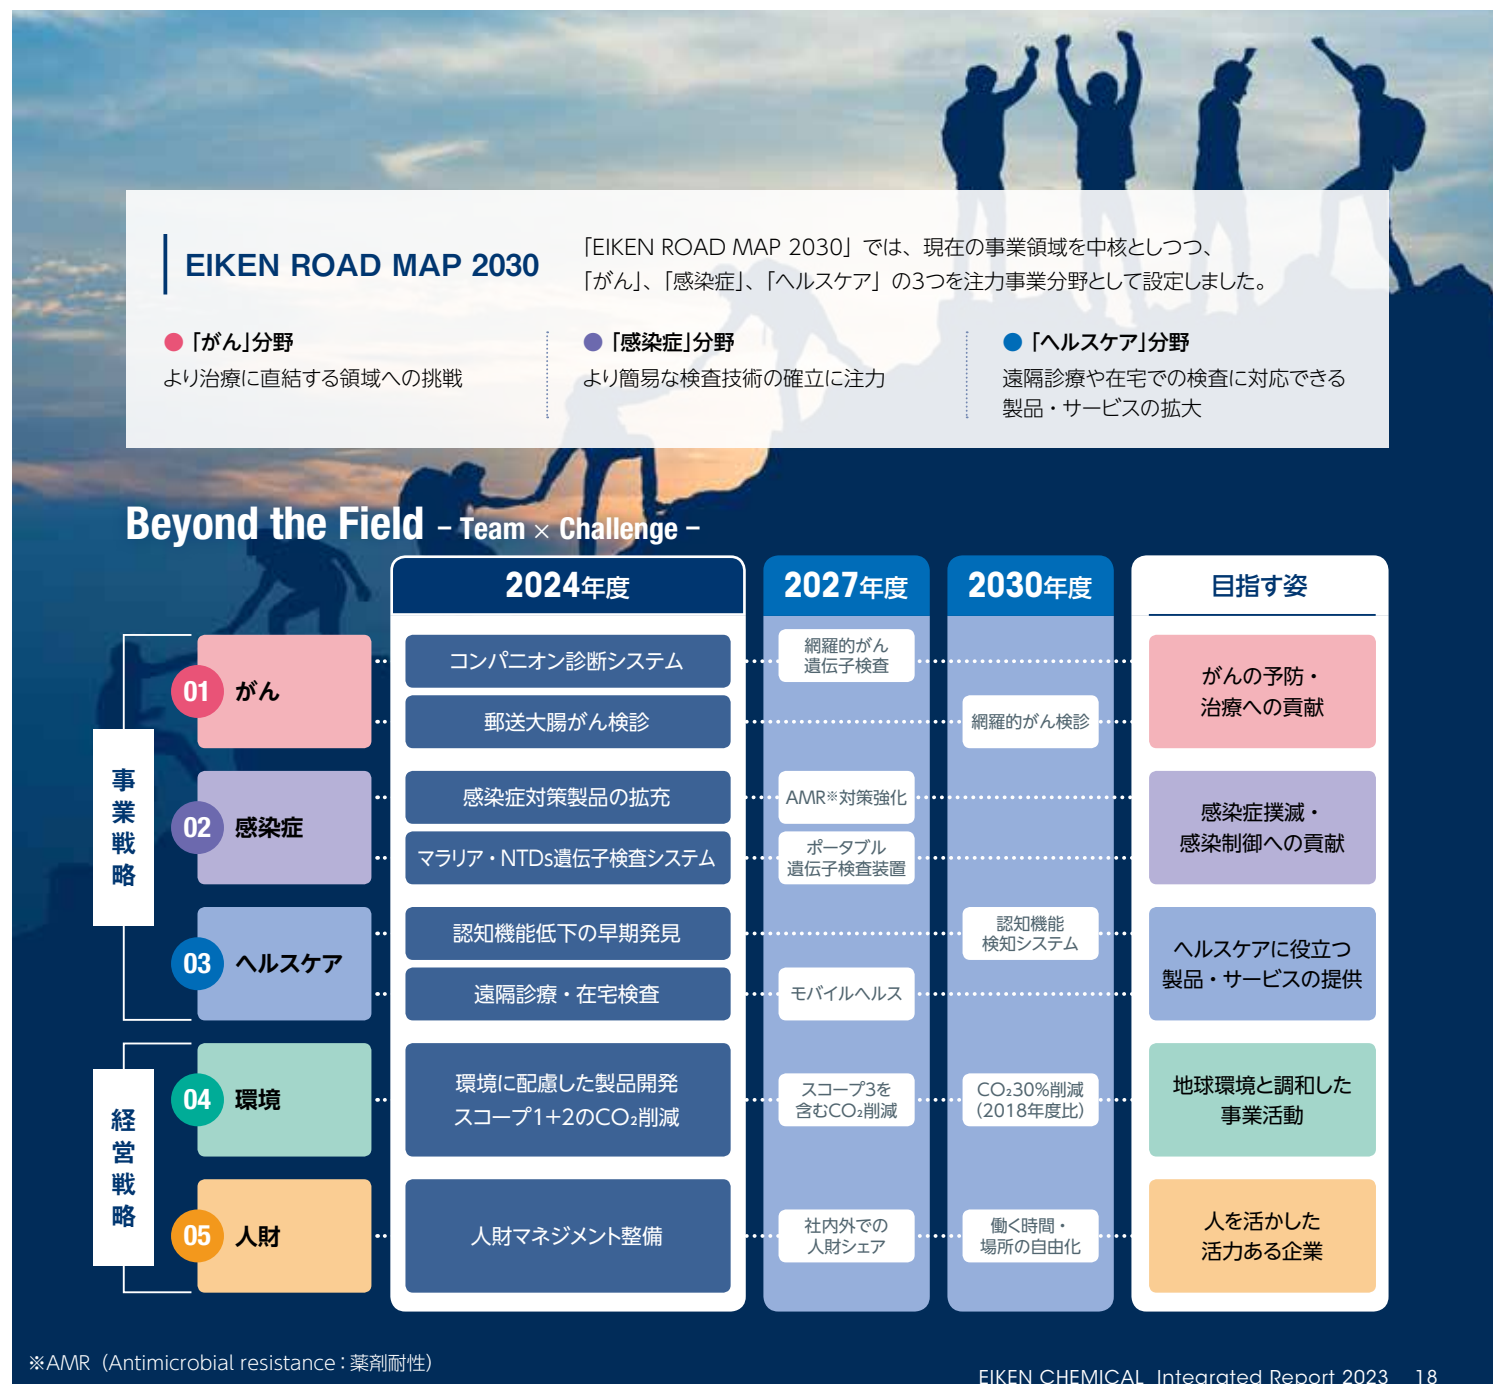 EIKEN ROAD MAP 2030
「EIKEN ROAD MAP 2030」では、現在の事業領域を中核としつつ、
「がん」、「感染症」、「ヘルスケア」の3つを注力事業分野として設定しました。
● 「がん」分野
より治療に直結する領域への挑戦
● 「感染症」分野
より簡易な検査技術の確立に注力
● 「ヘルスケア」分野
遠隔診療や在宅での検査に対応できる
製品・サービスの拡大
Beyond the Field – Team × Challenge –
2024年度
2027年度
2030年度
目指す姿
事業戦略
01 がん
コンパニオン診断システム
網羅的がん
遺伝子検査
郵送大腸がん検診
網羅的がん検診
がんの予防・
治療への貢献
02 感染症
感染症対策製品の拡充
AMR※対策強化
マラリア・NTDs遺伝子検査システム
ポータブル
遺伝子検査装置
感染症撲滅・
感染制御への貢献
03 ヘルスケア
認知機能低下の早期発見
認知機能
検知システム
遠隔診療・在宅検査
モバイルヘルス
ヘルスケアに役立つ
製品・サービスの提供
経営戦略
04 環境
環境に配慮した製品開発
スコープ1+2のCO₂削減
スコープ3を
含むCO₂削減
CO₂30%削減
(2018年度比)
地球環境と調和した
事業活動
05 人財
人財マネジメント整備
社内外での
人財シェア
働く時間・
場所の自由化
人を活かした
活力ある企業
※AMR(Antimicrobial resistance:薬剤耐性)
EIKEN CHEMICAL Integrated Report 2023 18